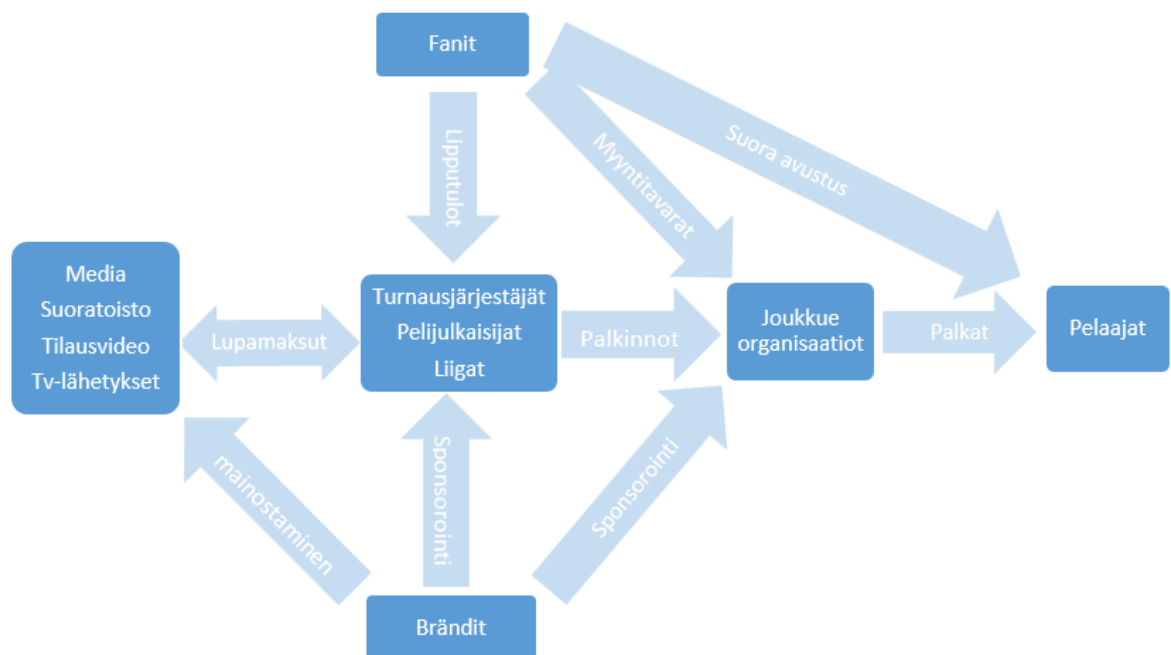 Fanit
Lipputulot
Myyntitavarat
Suora avustus
Media
Suoratoisto
Tilausvideo
Tv-lähetykset
Lupamaksut
Turnausjärjestäjät
Pelijulkaisijat
Liigat
Palkinnot
Joukkue
organisaatiot
Palkat
Pelaajat
mainostaminen
Sponsorointi
Sponsorointi
Brändit